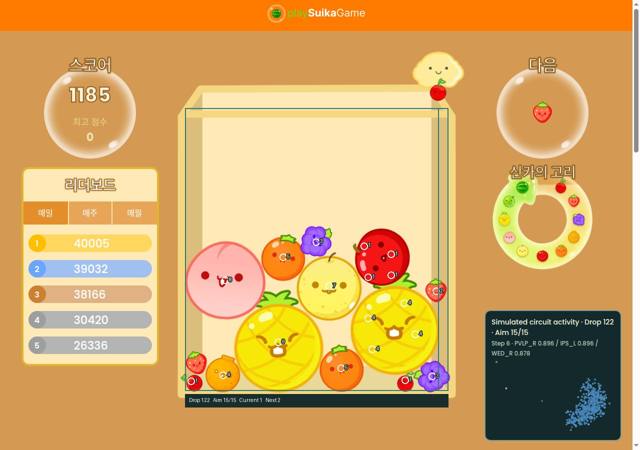 playSuikaGame
스코어
1185
최고 점수
0
다음
리더보드
매일 매주 매월
1 40005
2 39032
3 38166
4 30420
5 26336
신카의 고리
Simulated circuit activity · Drop 122
· Aim 15/15
Step 6 · PVLP_R 0.896 / IPS_L 0.896 /
WED_R 0.878
Drop 122 Aim 15/15 Current 1 Next 2